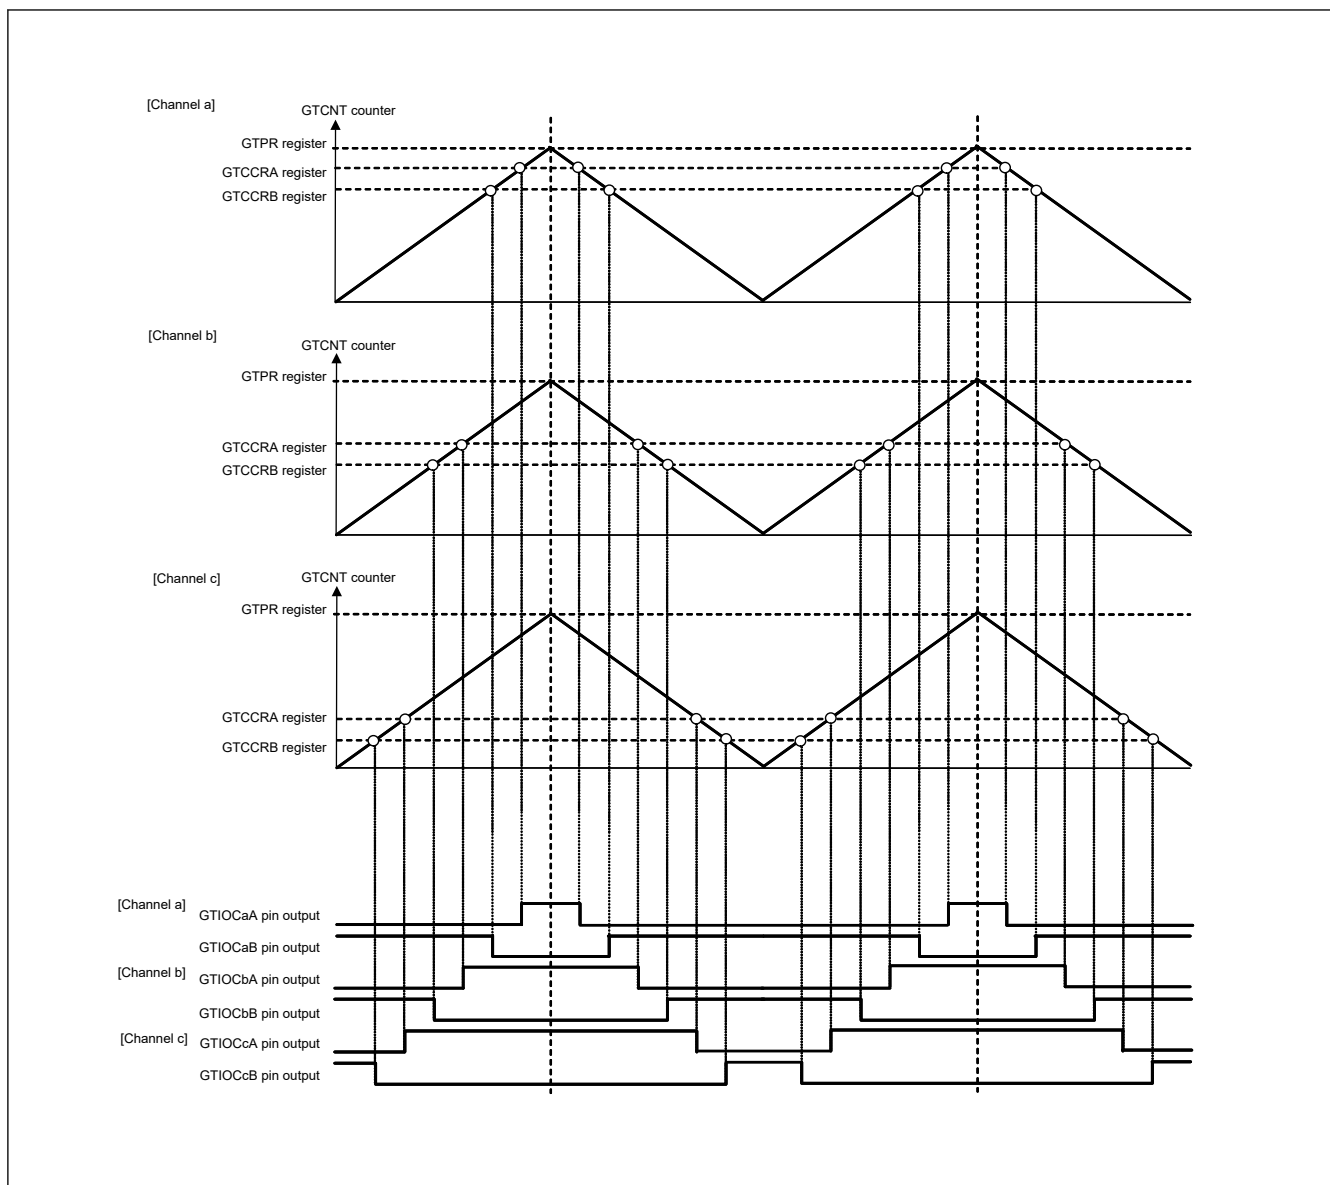 [Channel a]
GTCNT counter
GTPR register
GTCCRA register
GTCCRB register
[Channel b]
GTCNT counter
GTPR register
GTCCRA register
GTCCRB register
[Channel c]
GTCNT counter
GTPR register
GTCCRA register
GTCCRB register
[Channel a]
GTIOCaA pin output
GTIOCaB pin output
[Channel b]
GTIOCbA pin output
GTIOCbB pin output
[Channel c]
GTIOCcA pin output
GTIOCcB pin output